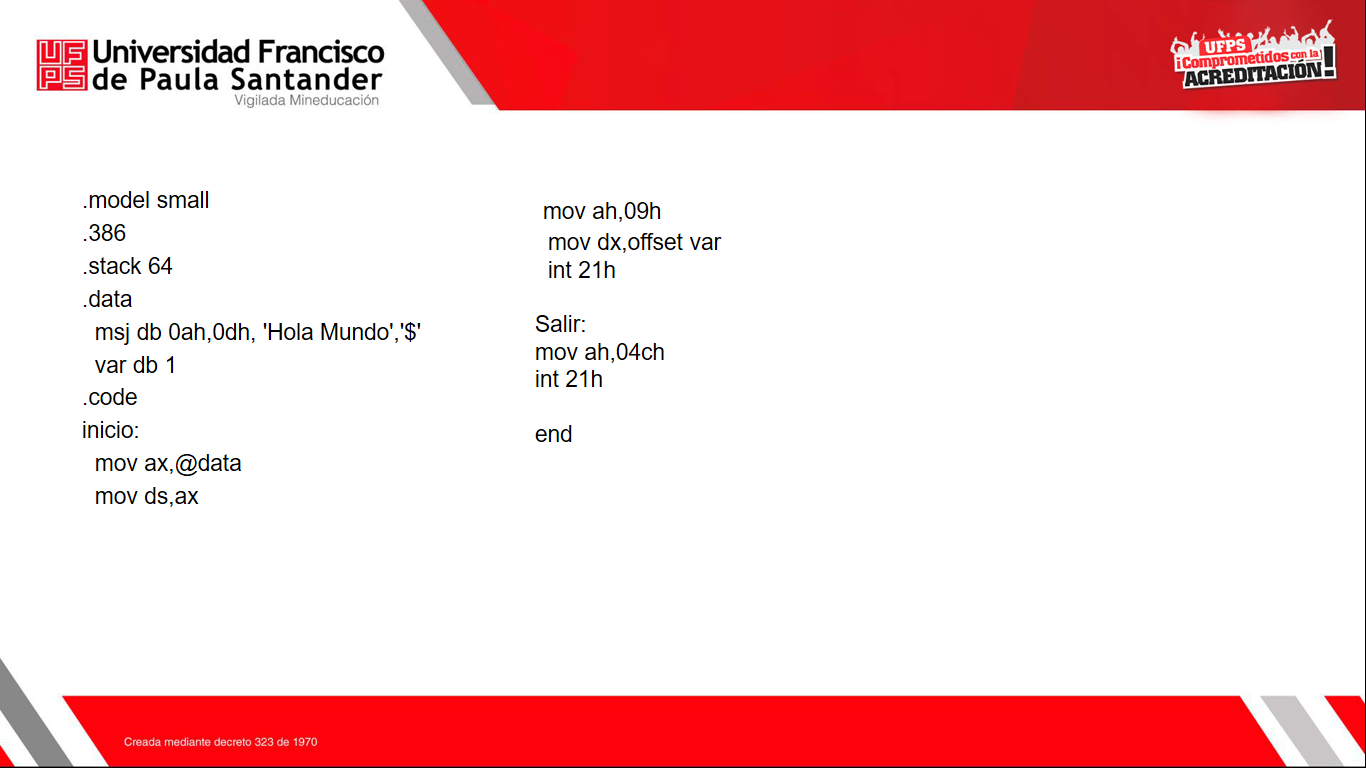 UFPS
Universidad Francisco
de Paula Santander
Vigilada Mineducación
UFPS
¡Comprometidos con la
ACREDITACIÓN!
.model small
.386
.stack 64
.data
msj db 0ah,0dh, 'Hola Mundo','$'
var db 1
.code
inicio:
mov ax,@data
mov ds,ax
mov ah,09h
mov dx,offset var
int 21h
Salir:
mov ah,04ch
int 21h
end
Creada mediante decreto 323 de 1970